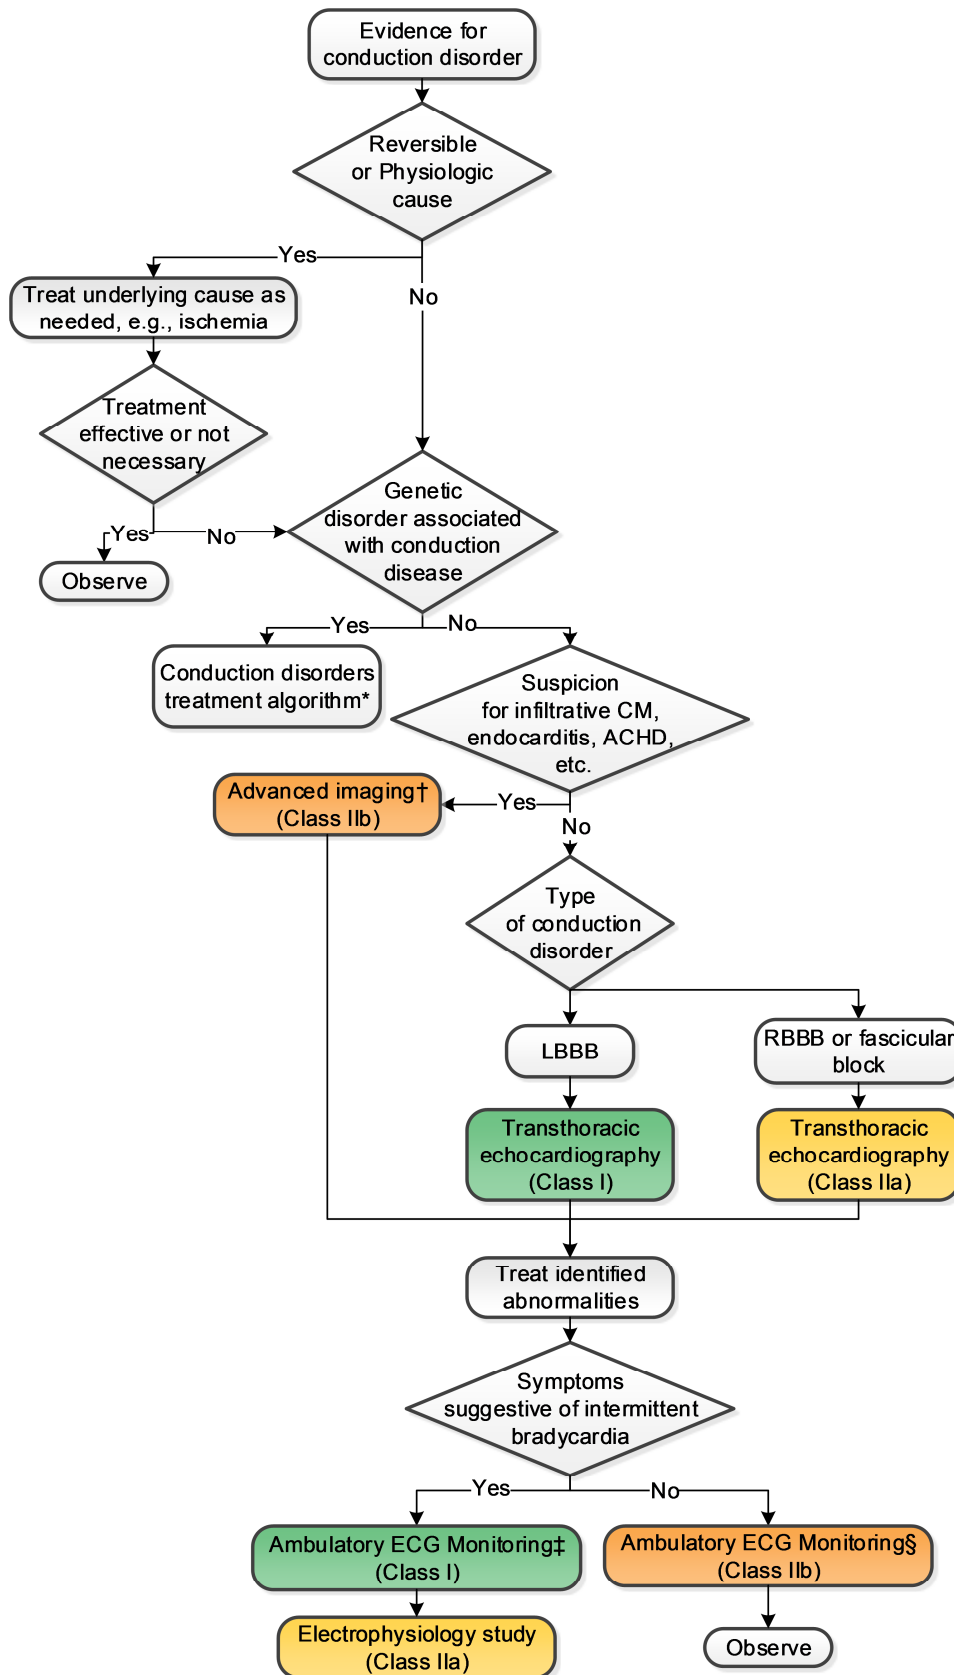 Evidence for
conduction disorder
Reversible
or Physiologic
cause
Yes
No
Treat underlying cause as
needed, e.g., ischemia
Treatment
effective or not
necessary
Yes
No
Observe
Genetic
disorder associated
with conduction
disease
Yes
No
Conduction disorders
treatment algorithm*
Suspicion
for infiltrative CM,
endocarditis, ACHD,
etc.
Yes
No
Advanced imaging†
(Class IIb)
Type
of conduction
disorder
LBBB
RBBB or fascicular
block
Transthoracic
echocardiography
(Class I)
Transthoracic
echocardiography
(Class IIa)
Treat identified
abnormalities
Symptoms
suggestive of intermittent
bradycardia
Yes
No
Ambulatory ECG Monitoring‡
(Class I)
Ambulatory ECG Monitoring§
(Class IIb)
Electrophysiology study
(Class IIa)
Observe